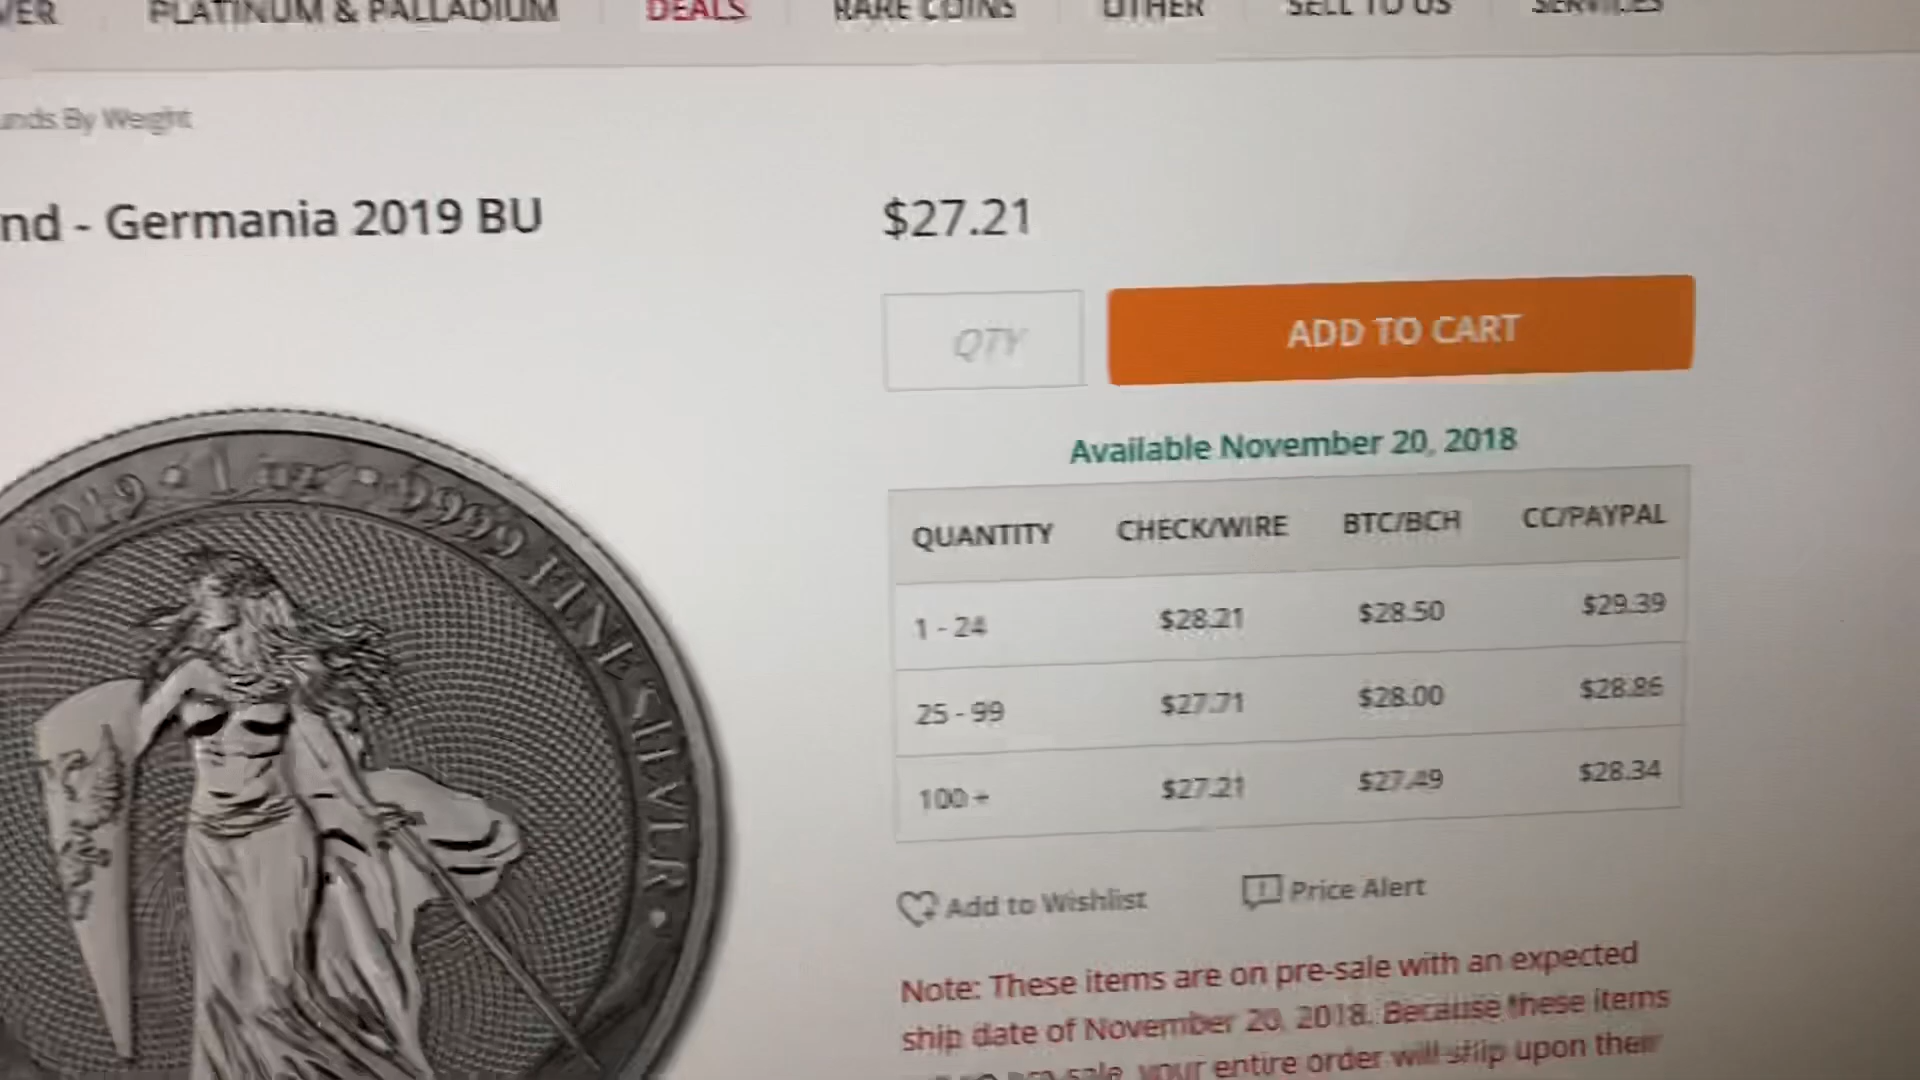 PLATINUM & PALLADIUM DEALS RARE COINS OTHER SELL TO US SERVICES
By Weight
- Germania 2019 BU
$27.21
QTY
ADD TO CART
Available November 20, 2018
QUANTITY CHECK/WIRE BTC/BCH CC/PAYPAL
1 - 24 $28.21 $28.50 $29.39
25 - 99 $27.71 $28.00 $28.86
100 + $27.21 $27.49 $28.34
Add to Wishlist
Price Alert
Note: These items are on pre-sale with an expected
ship date of November 20, 2018. Because these items
your entire order will ship upon their
2019 • 1 oz • 9999 FINE SILVER •